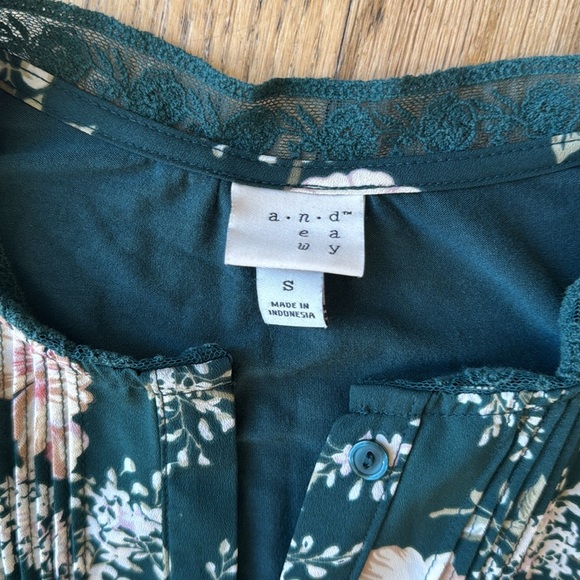 a · n · d™
e a
w y
S
MADE IN
INDONESIA